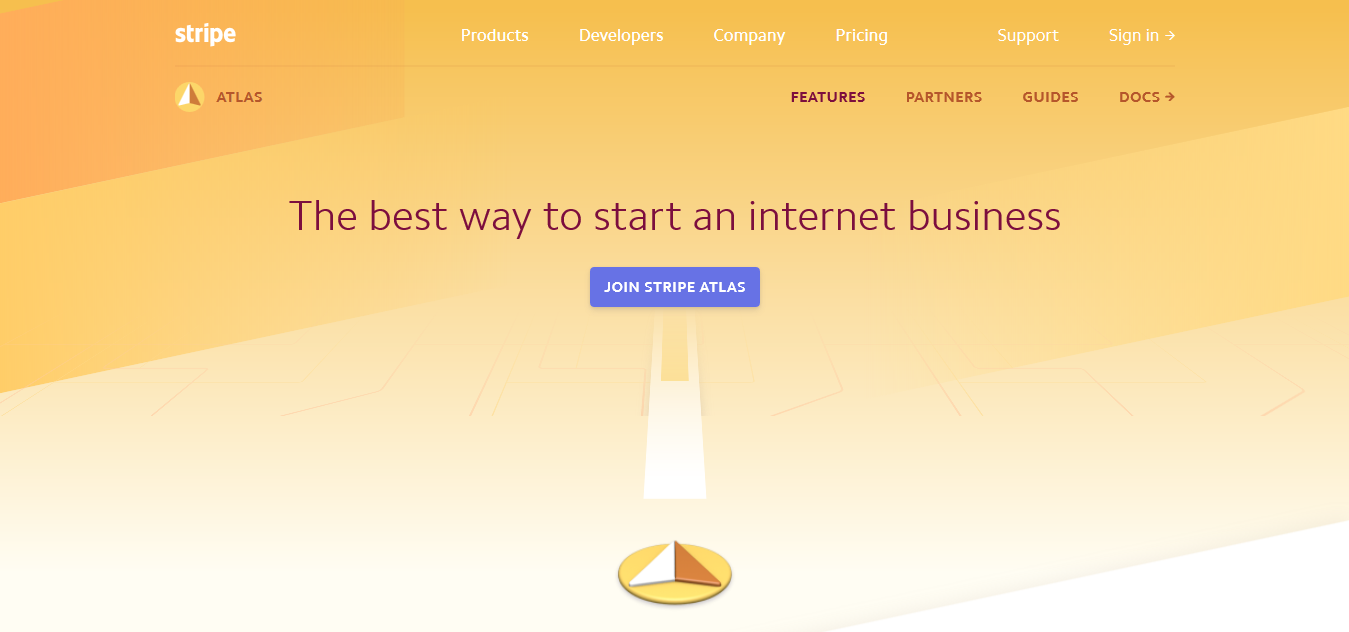 stripe Products Developers Company Pricing Support Sign in →
ATLAS FEATURES PARTNERS GUIDES DOCS →
The best way to start an internet business
JOIN STRIPE ATLAS